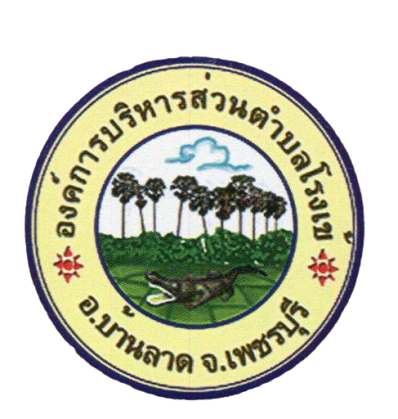 องค์การบริหารส่วนตำบลโรงเข้
อ.บ้านลาด จ.เพชรบุรี